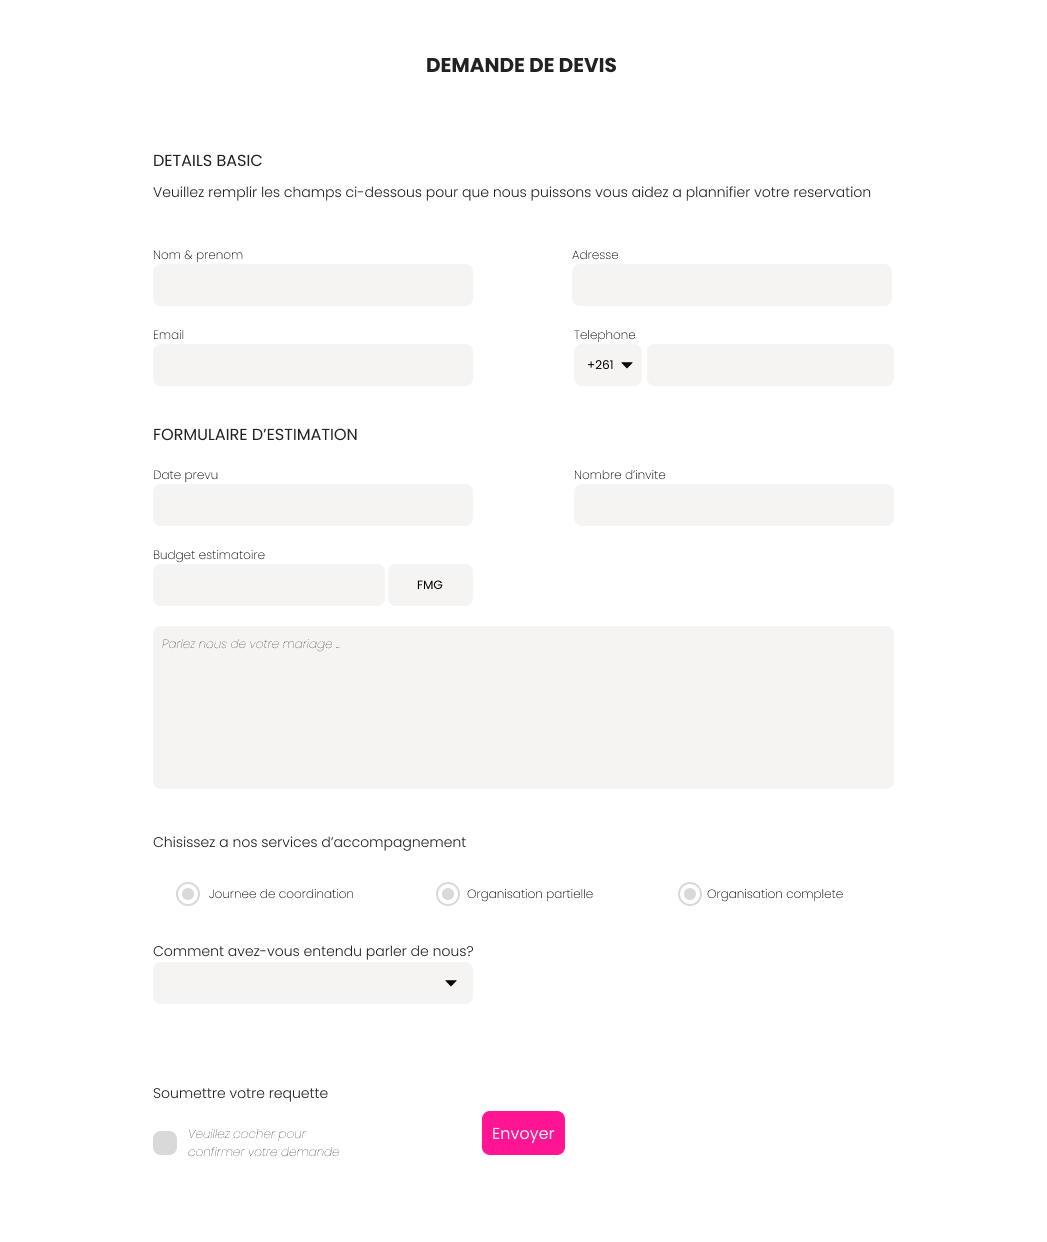 DEMANDE DE DEVIS
DETAILS BASIC
Veuillez remplir les champs ci-dessous pour que nous puissons vous aidez a plannifier votre reservation
Nom & prenom
Adresse
Email
Telephone
+261
FORMULAIRE D’ESTIMATION
Date prevu
Nombre d’invite
Budget estimatoire
FMG
Parlez nous de votre mariage ...
Chisissez a nos services d’accompagnement
Journee de coordination
Organisation partielle
Organisation complete
Comment avez-vous entendu parler de nous?
Soumettre votre requette
Veuillez cocher pour
confirmer votre demande
Envoyer